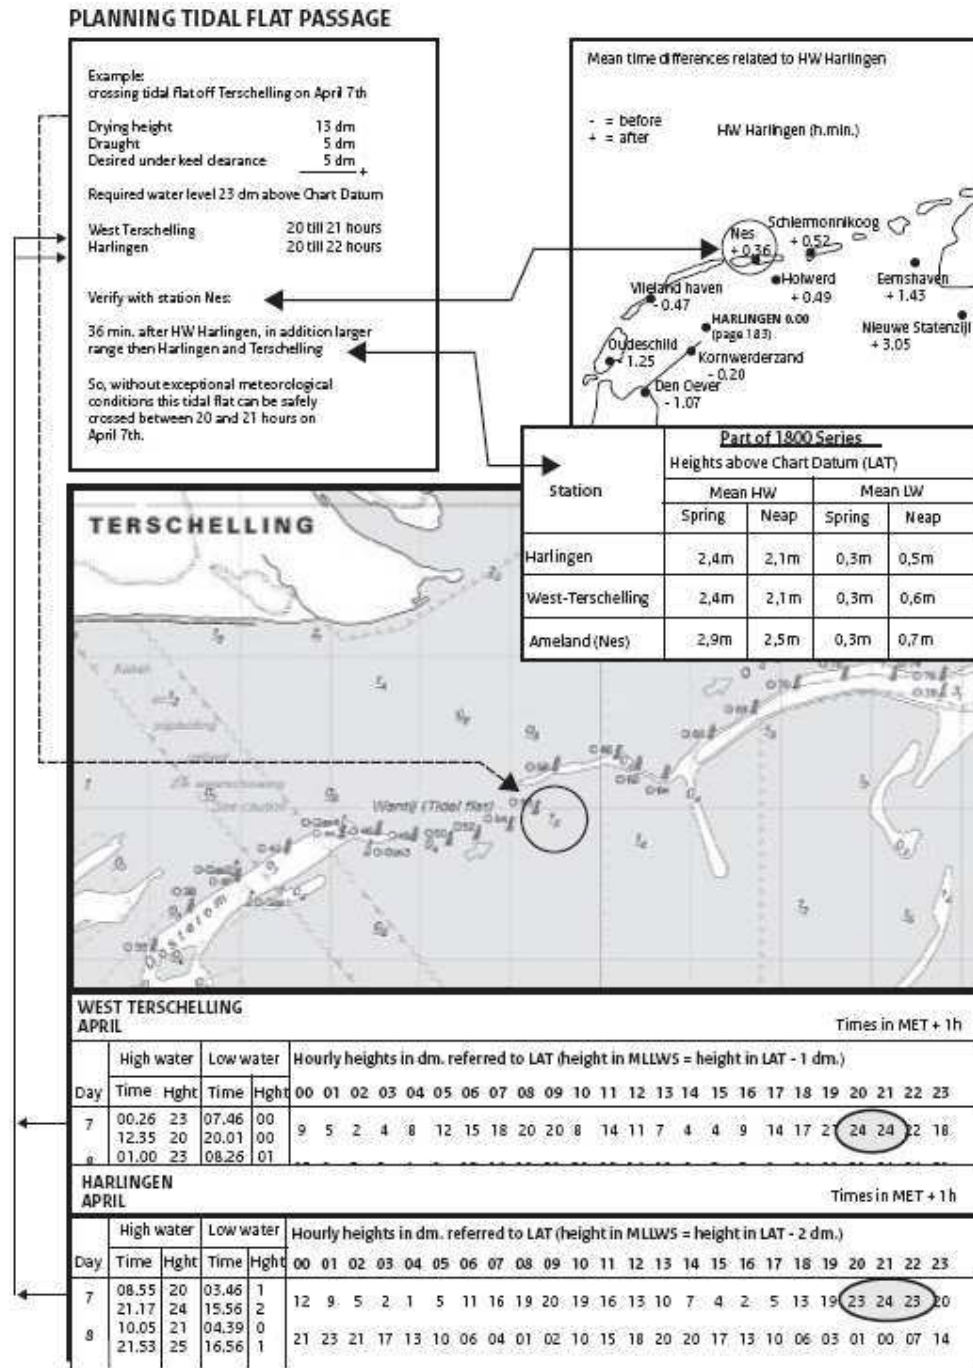 PLANNING TIDAL FLAT PASSAGE
Example:
crossing tidal flat off Terschelling on April 7th
Drying height 13 dm
Draught 5 dm
Desired under keel clearance 5 dm
+
Required water level 23 dm above Chart Datum
West Terschelling 20 till 21 hours
Harlingen 20 till 22 hours
Verify with station Nes:
36 min. after HW Harlingen, in addition larger
range then Harlingen and Terschelling
So, without exceptional meteorological
conditions this tidal flat can be safely
crossed between 20 and 21 hours on
April 7th.
Mean time differences related to HW Harlingen
- = before
+ = after
HW Harlingen (h.min.)
Schiermonnikoog
+ 0.52
Nes
+ 0.36
Holwerd
+ 0.49
Eemshaven
+ 1.43
Vlieland haven
- 0.47
HARLINGEN 0.00
(page 183)
Nieuwe Statenzijl
+ 3.05
Oudeschild
- 1.25
Kornwerderzand
- 0.20
Den Oever
- 1.07
Part of 1800 Series
Station Heights above Chart Datum (LAT)
Mean HW Mean LW
Spring Neap Spring Neap
Harlingen 2,4m 2,1m 0,3m 0,5m
West-Terschelling 2,4m 2,1m 0,3m 0,6m
Ameland (Nes) 2,9m 2,5m 0,3m 0,7m
TERSCHELLING
Wantij (Tidal flat)
See caution
Oosterom
WEST TERSCHELLING
APRIL Times in MET + 1h
High water Low water Hourly heights in dm. referred to LAT (height in MLLWS = height in LAT - 1 dm.)
Day Time Hght Time Hght 00 01 02 03 04 05 06 07 08 09 10 11 12 13 14 15 16 17 18 19 20 21 22 23
7 00.26 23 07.46 00
12.35 20 20.01 00
9 5 2 4 8 12 15 18 20 20 8 14 11 7 4 4 9 14 17 21 24 24 22 18
01.00 23 08.26 01
HARLINGEN
APRIL Times in MET + 1h
High water Low water Hourly heights in dm. referred to LAT (height in MLLWS = height in LAT - 2 dm.)
Day Time Hght Time Hght 00 01 02 03 04 05 06 07 08 09 10 11 12 13 14 15 16 17 18 19 20 21 22 23
7 08.55 20 03.46 1
21.17 24 15.56 2
12 9 5 2 1 5 11 16 19 20 19 16 13 10 7 4 2 5 13 19 23 24 23 20
8 10.05 21 04.39 0
21.53 25 16.56 1
21 23 21 17 13 10 06 04 01 02 10 15 18 20 20 17 13 10 06 03 01 00 07 14